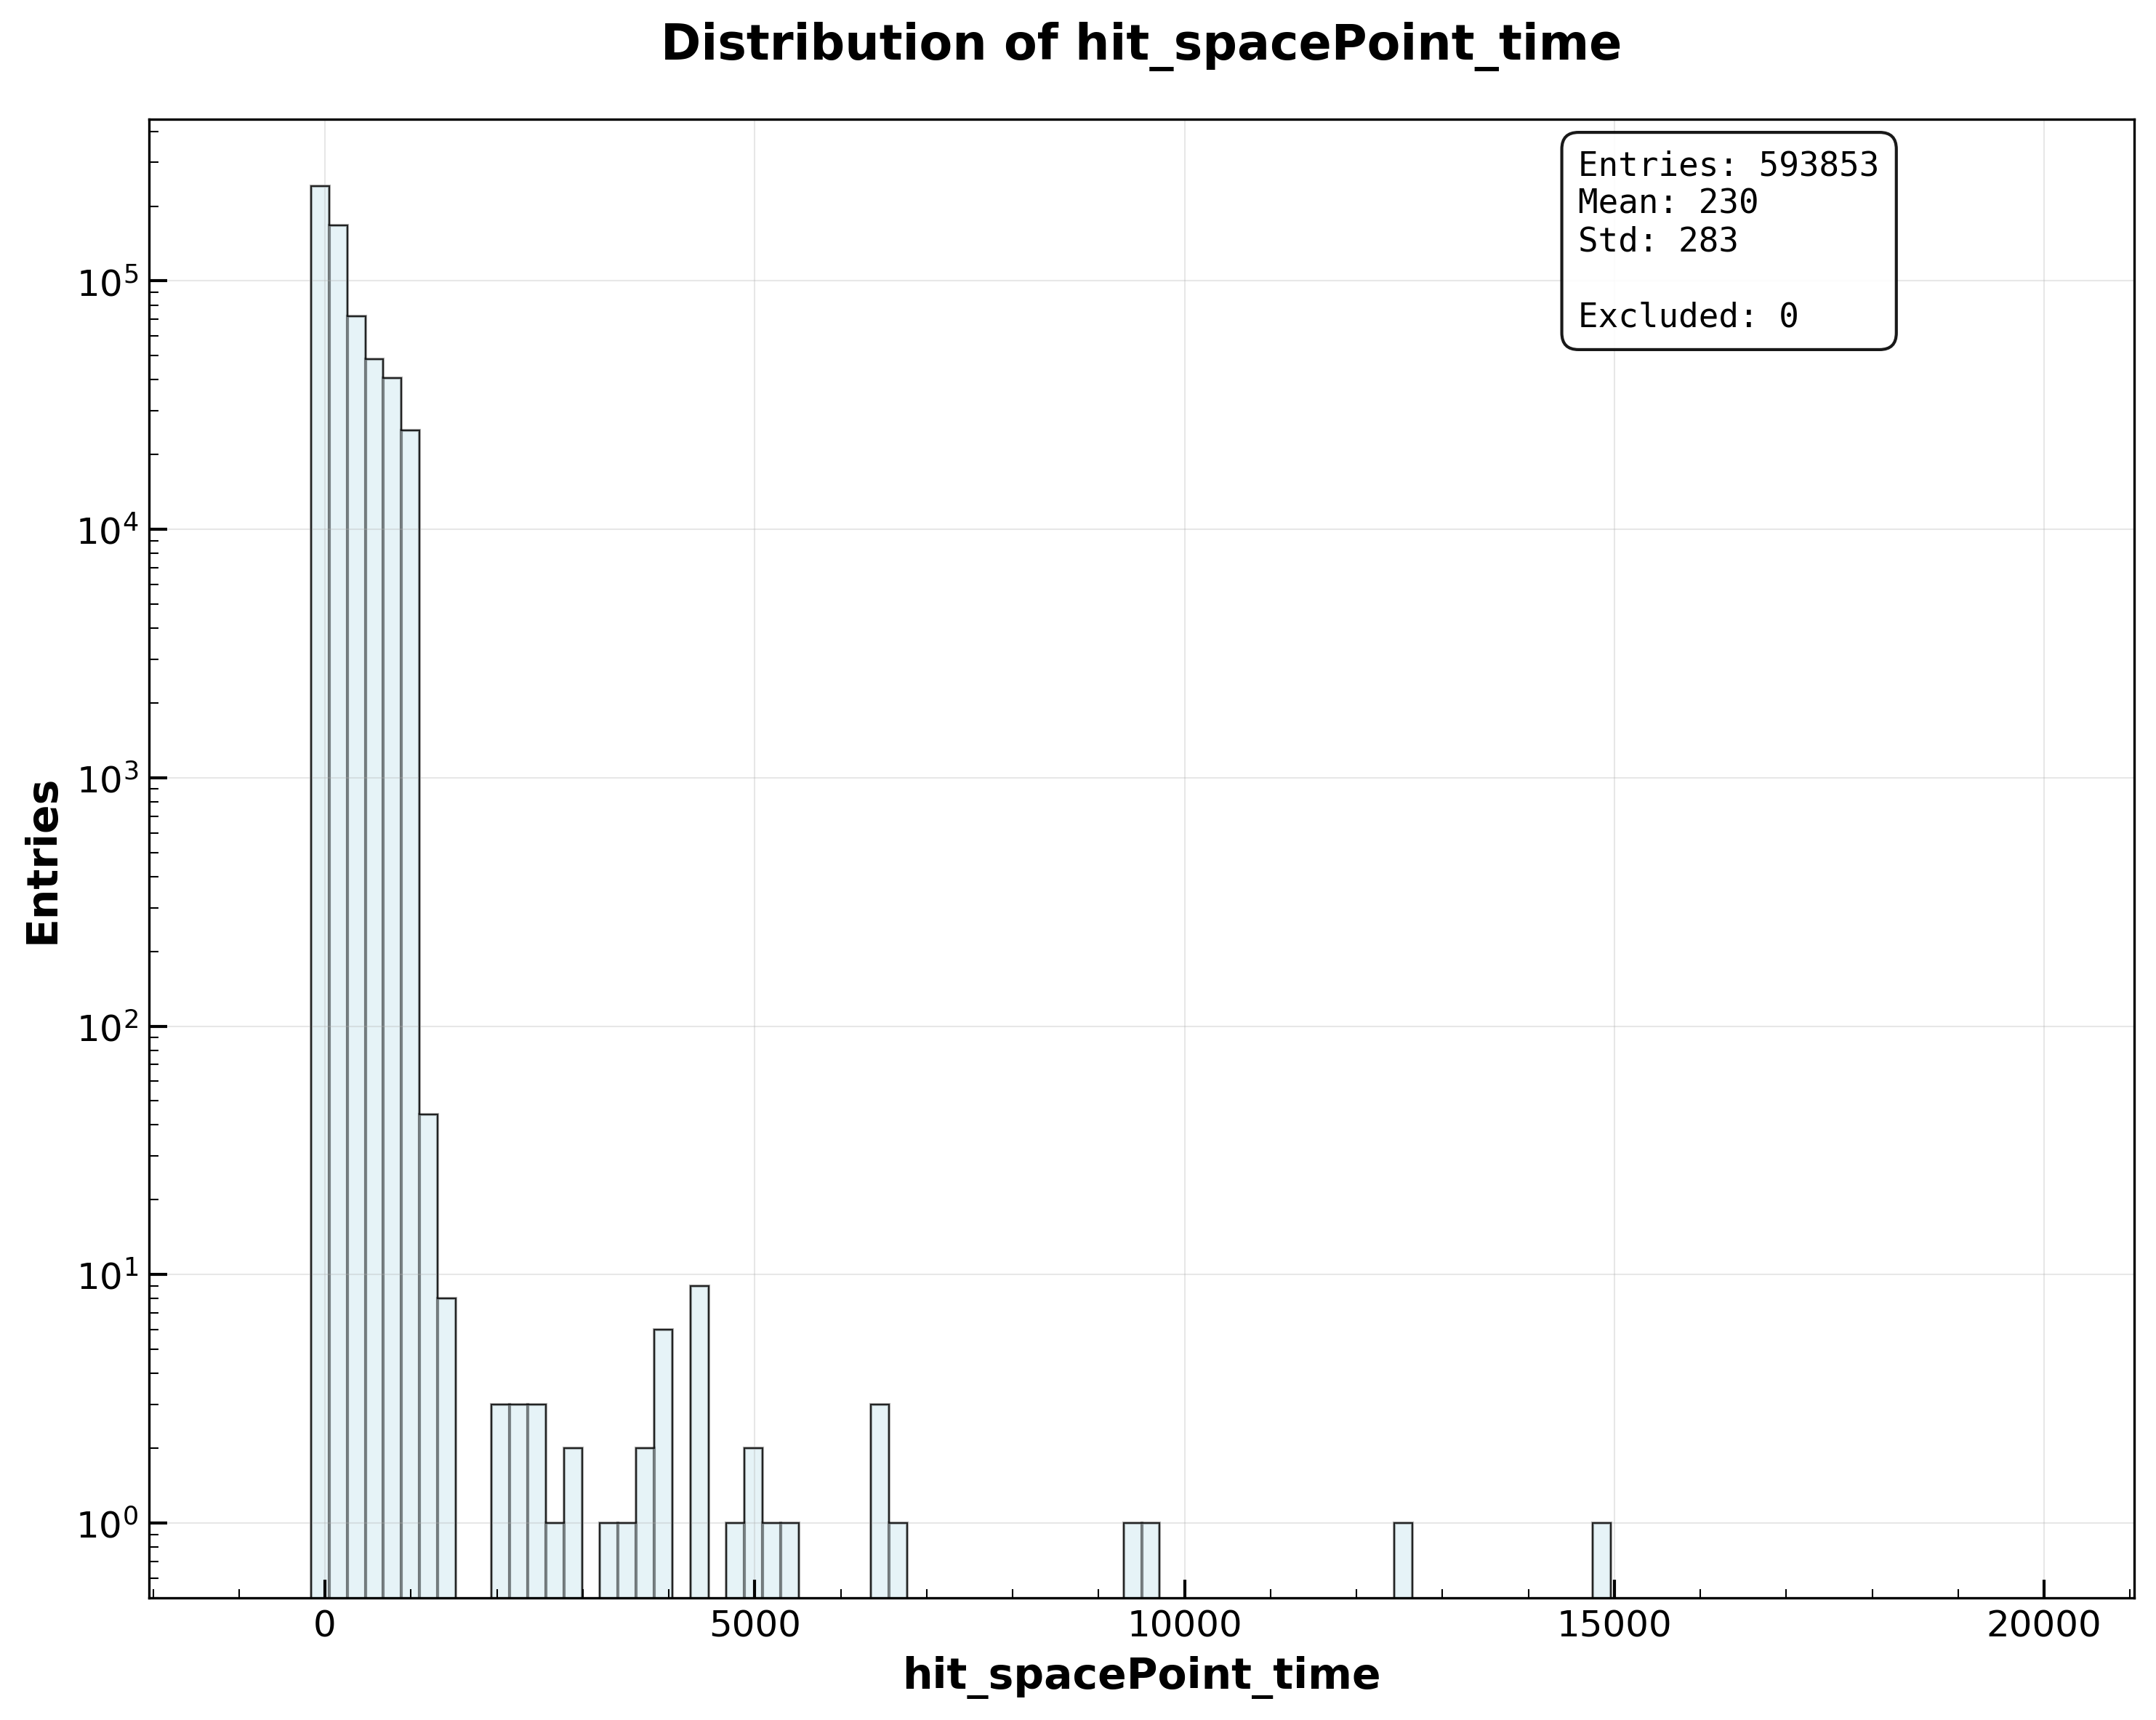 Distribution of hit_spacePoint_time
Entries: 593853
Mean: 230
Std: 283
Excluded: 0
Entries
10^5
10^4
10^3
10^2
10^1
10^0
0 5000 10000 15000 20000
hit_spacePoint_time